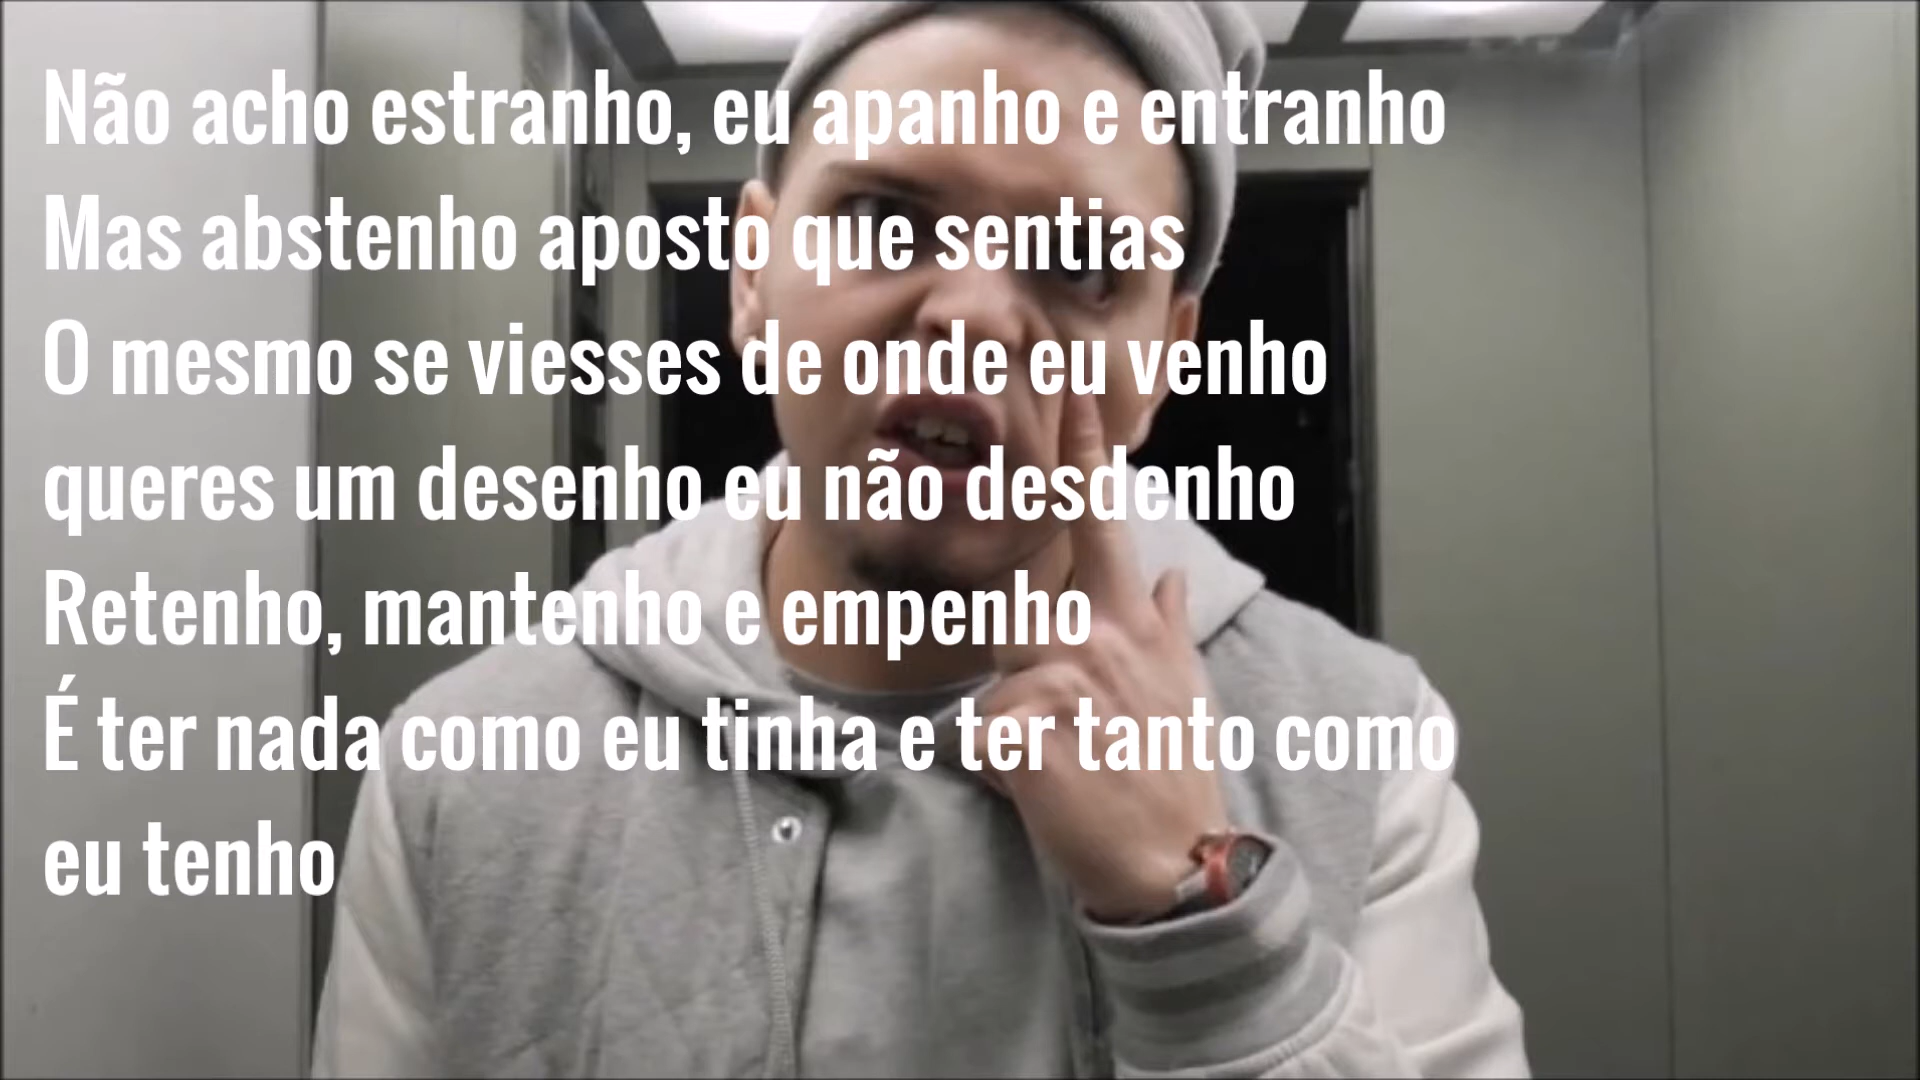 Não acho estranho, eu apanho e entranho
Mas abstenho aposto que sentias
O mesmo se viesses de onde eu venho
queres um desenho eu não desdenho
Retenho, mantenho e empenho
É ter nada como eu tinha e ter tanto como
eu tenho